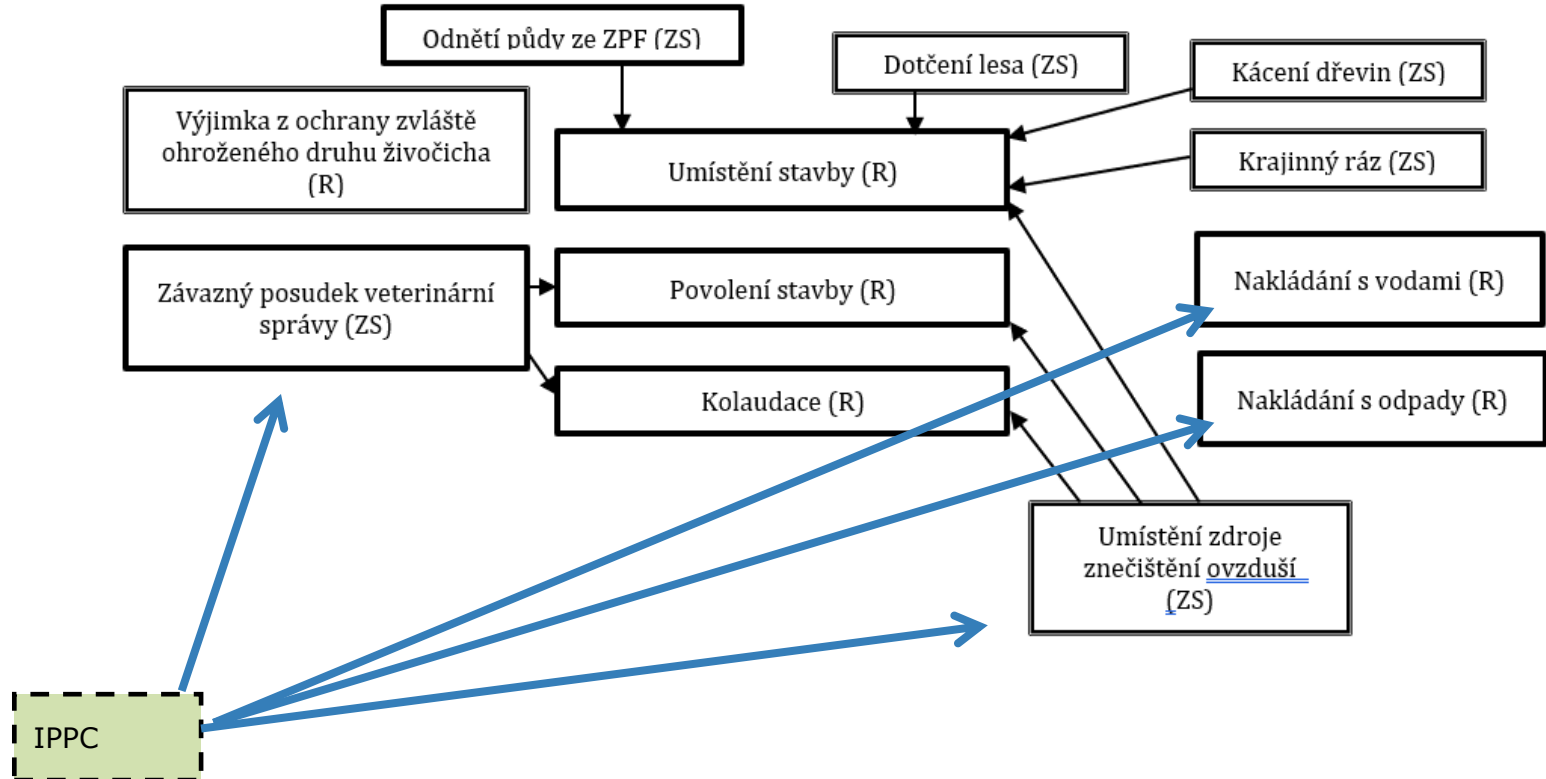 Odnětí půdy ze ZPF (ZS)
Dotčení lesa (ZS)
Kácení dřevin (ZS)
Výjimka z ochrany zvláště
ohroženého druhu živočicha
(R)
Umístění stavby (R)
Krajinný ráz (ZS)
Závazný posudek veterinární
správy (ZS)
Povolení stavby (R)
Nakládání s vodami (R)
Kolaudace (R)
Nakládání s odpady (R)
Umístění zdroje
znečištění ovzduší
(ZS)
IPPC